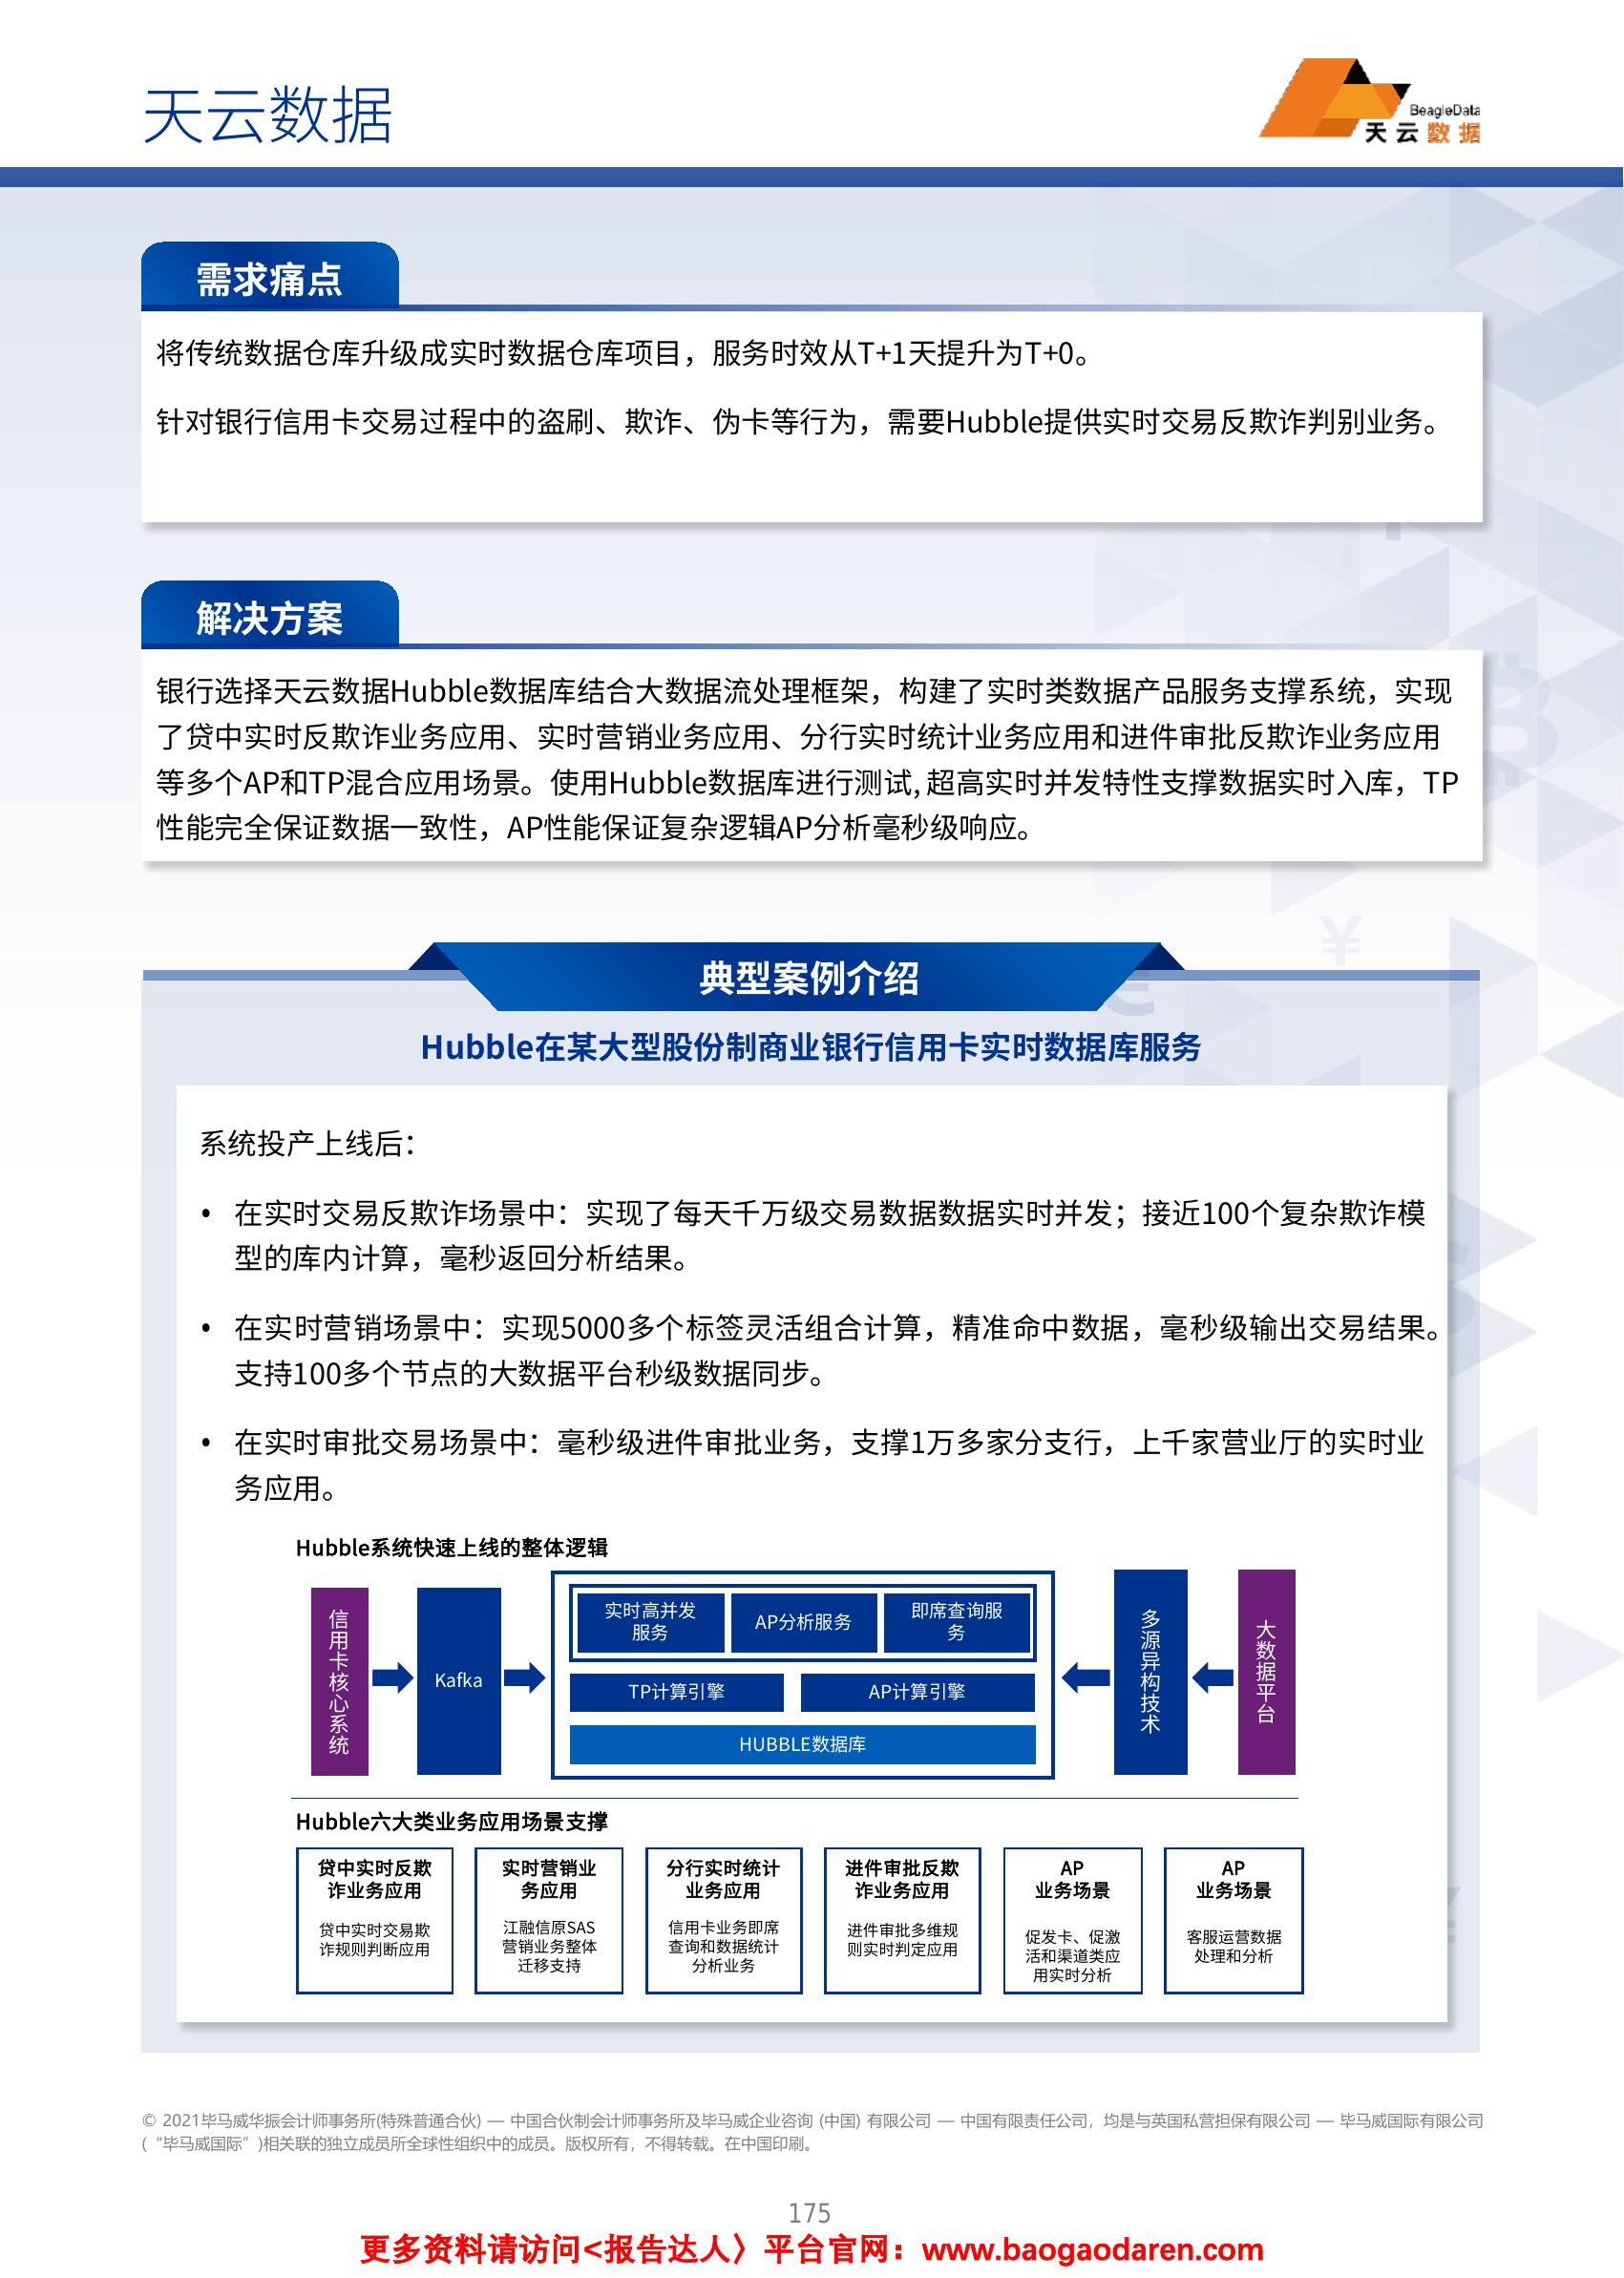 天云数据
BeagleData
天云数据
需求痛点
将传统数据仓库升级成实时数据仓库项目，服务时效从T+1天提升为T+0。
针对银行信用卡交易过程中的盗刷、欺诈、伪卡等行为，需要Hubble提供实时交易反欺诈判别业务。
解决方案
银行选择天云数据Hubble数据库结合大数据流处理框架，构建了实时类数据产品服务支撑系统，实现
了贷中实时反欺诈业务应用、实时营销业务应用、分行实时统计业务应用和进件审批反欺诈业务应用
等多个AP和TP混合应用场景。使用Hubble数据库进行测试,超高实时并发特性支撑数据实时入库，TP
性能完全保证数据一致性，AP性能保证复杂逻辑AP分析毫秒级响应。
典型案例介绍
Hubble在某大型股份制商业银行信用卡实时数据库服务
系统投产上线后：
• 在实时交易反欺诈场景中：实现了每天千万级交易数据数据实时并发；接近100个复杂欺诈模
型的库内计算，毫秒返回分析结果。
• 在实时营销场景中：实现5000多个标签灵活组合计算，精准命中数据，毫秒级输出交易结果。
支持100多个节点的大数据平台秒级数据同步。
• 在实时审批交易场景中：毫秒级进件审批业务，支撑1万多家分支行，上千家营业厅的实时业
务应用。
Hubble系统快速上线的整体逻辑
信用卡核心系统
Kafka
实时高并发
服务
AP分析服务
即席查询服
务
TP计算引擎
AP计算引擎
HUBBLE数据库
多源异构技术
大数据平台
Hubble六大类业务应用场景支撑
贷中实时反欺
诈业务应用
贷中实时交易欺
诈规则判断应用
实时营销业
务应用
江融信原SAS
营销业务整体
迁移支持
分行实时统计
业务应用
信用卡业务即席
查询和数据统计
分析业务
进件审批反欺
诈业务应用
进件审批多维规
则实时判定应用
AP
业务场景
促发卡、促激
活和渠道类应
用实时分析
AP
业务场景
客服运营数据
处理和分析
© 2021毕马威华振会计师事务所(特殊普通合伙) — 中国合伙制会计师事务所及毕马威企业咨询 (中国) 有限公司 — 中国有限责任公司，均是与英国私营担保有限公司 — 毕马威国际有限公司
(“毕马威国际”)相关联的独立成员所全球性组织中的成员。版权所有，不得转载。在中国印刷。
175
更多资料请访问<报告达人〉平台官网：www.baogaodaren.com